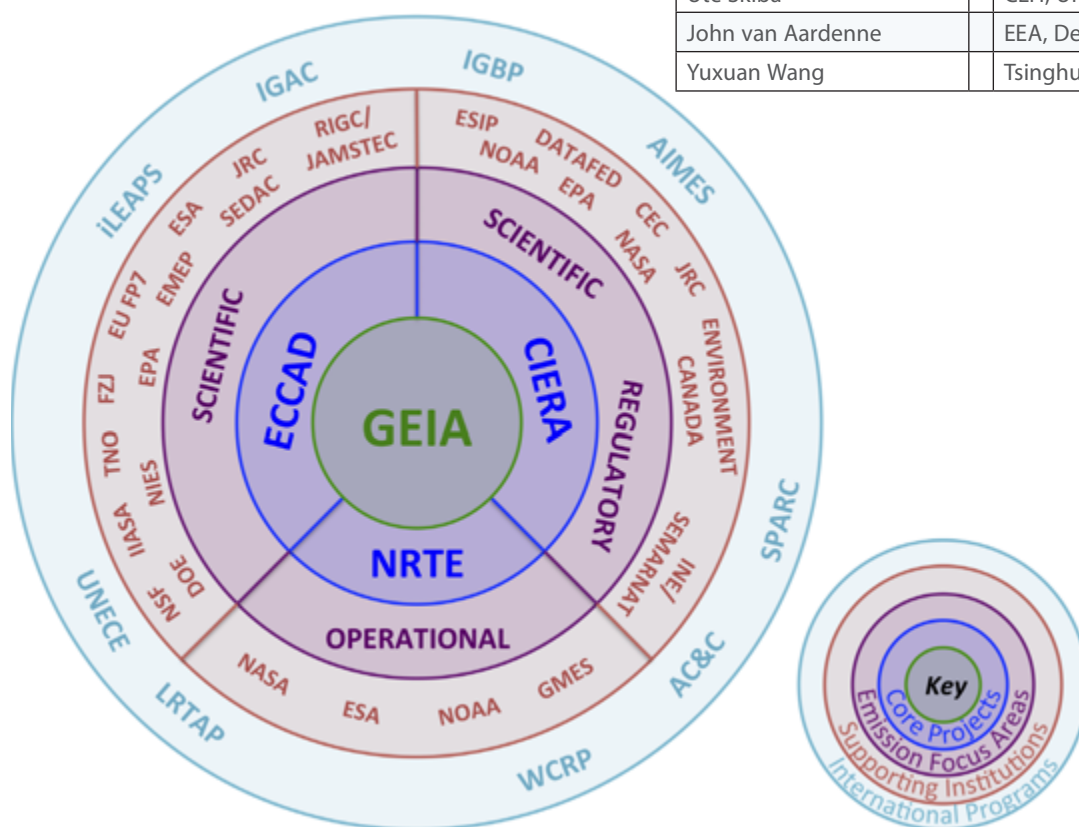 John van Aardenne
EEA, De
Yuxuan Wang
IGAC
IGBP
AIMES
SPARC
AC&C
WCRP
LRTAP
UNECE
iLEAPS
RIGC/
JAMSTEC
JRC
SEDAC
ESA
EMEP
EU FP7
EPA
FZJ
TNO
NIES
IIASA
DOE
NSF
ESIP
DATAFED
NOAA
EPA
CEC
NASA
JRC
ENVIRONMENT
CANADA
INE/
SEMARNAT
NASA
ESA
NOAA
GMES
SCIENTIFIC
SCIENTIFIC
REGULATORY
OPERATIONAL
ECCAD
CIERA
NRTE
GEIA
Key
Core Projects
Emission Focus Areas
Supporting Institutions
International Programs